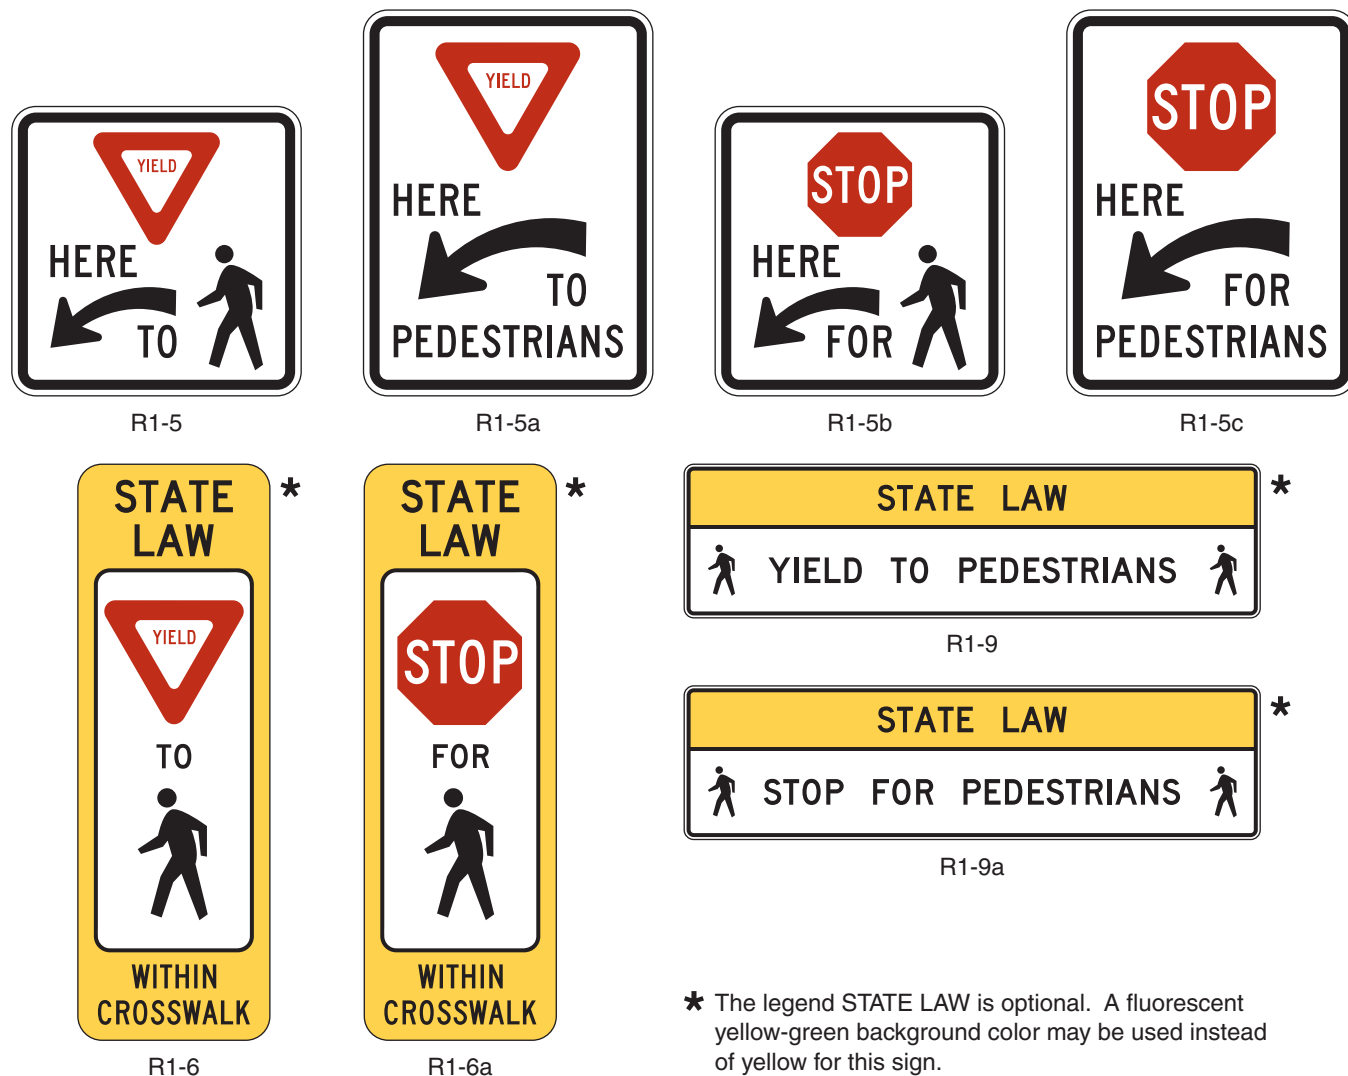 YIELD
HERE
TO
R1-5
YIELD
HERE
TO
PEDESTRIANS
R1-5a
STOP
HERE
FOR
R1-5b
STOP
HERE
FOR
PEDESTRIANS
R1-5c
STATE
LAW
*
YIELD
TO
WITHIN
CROSSWALK
R1-6
STATE
LAW
*
STOP
FOR
WITHIN
CROSSWALK
R1-6a
STATE LAW
*
YIELD TO PEDESTRIANS
R1-9
STATE LAW
*
STOP FOR PEDESTRIANS
R1-9a
* The legend STATE LAW is optional. A fluorescent
yellow-green background color may be used instead
of yellow for this sign.